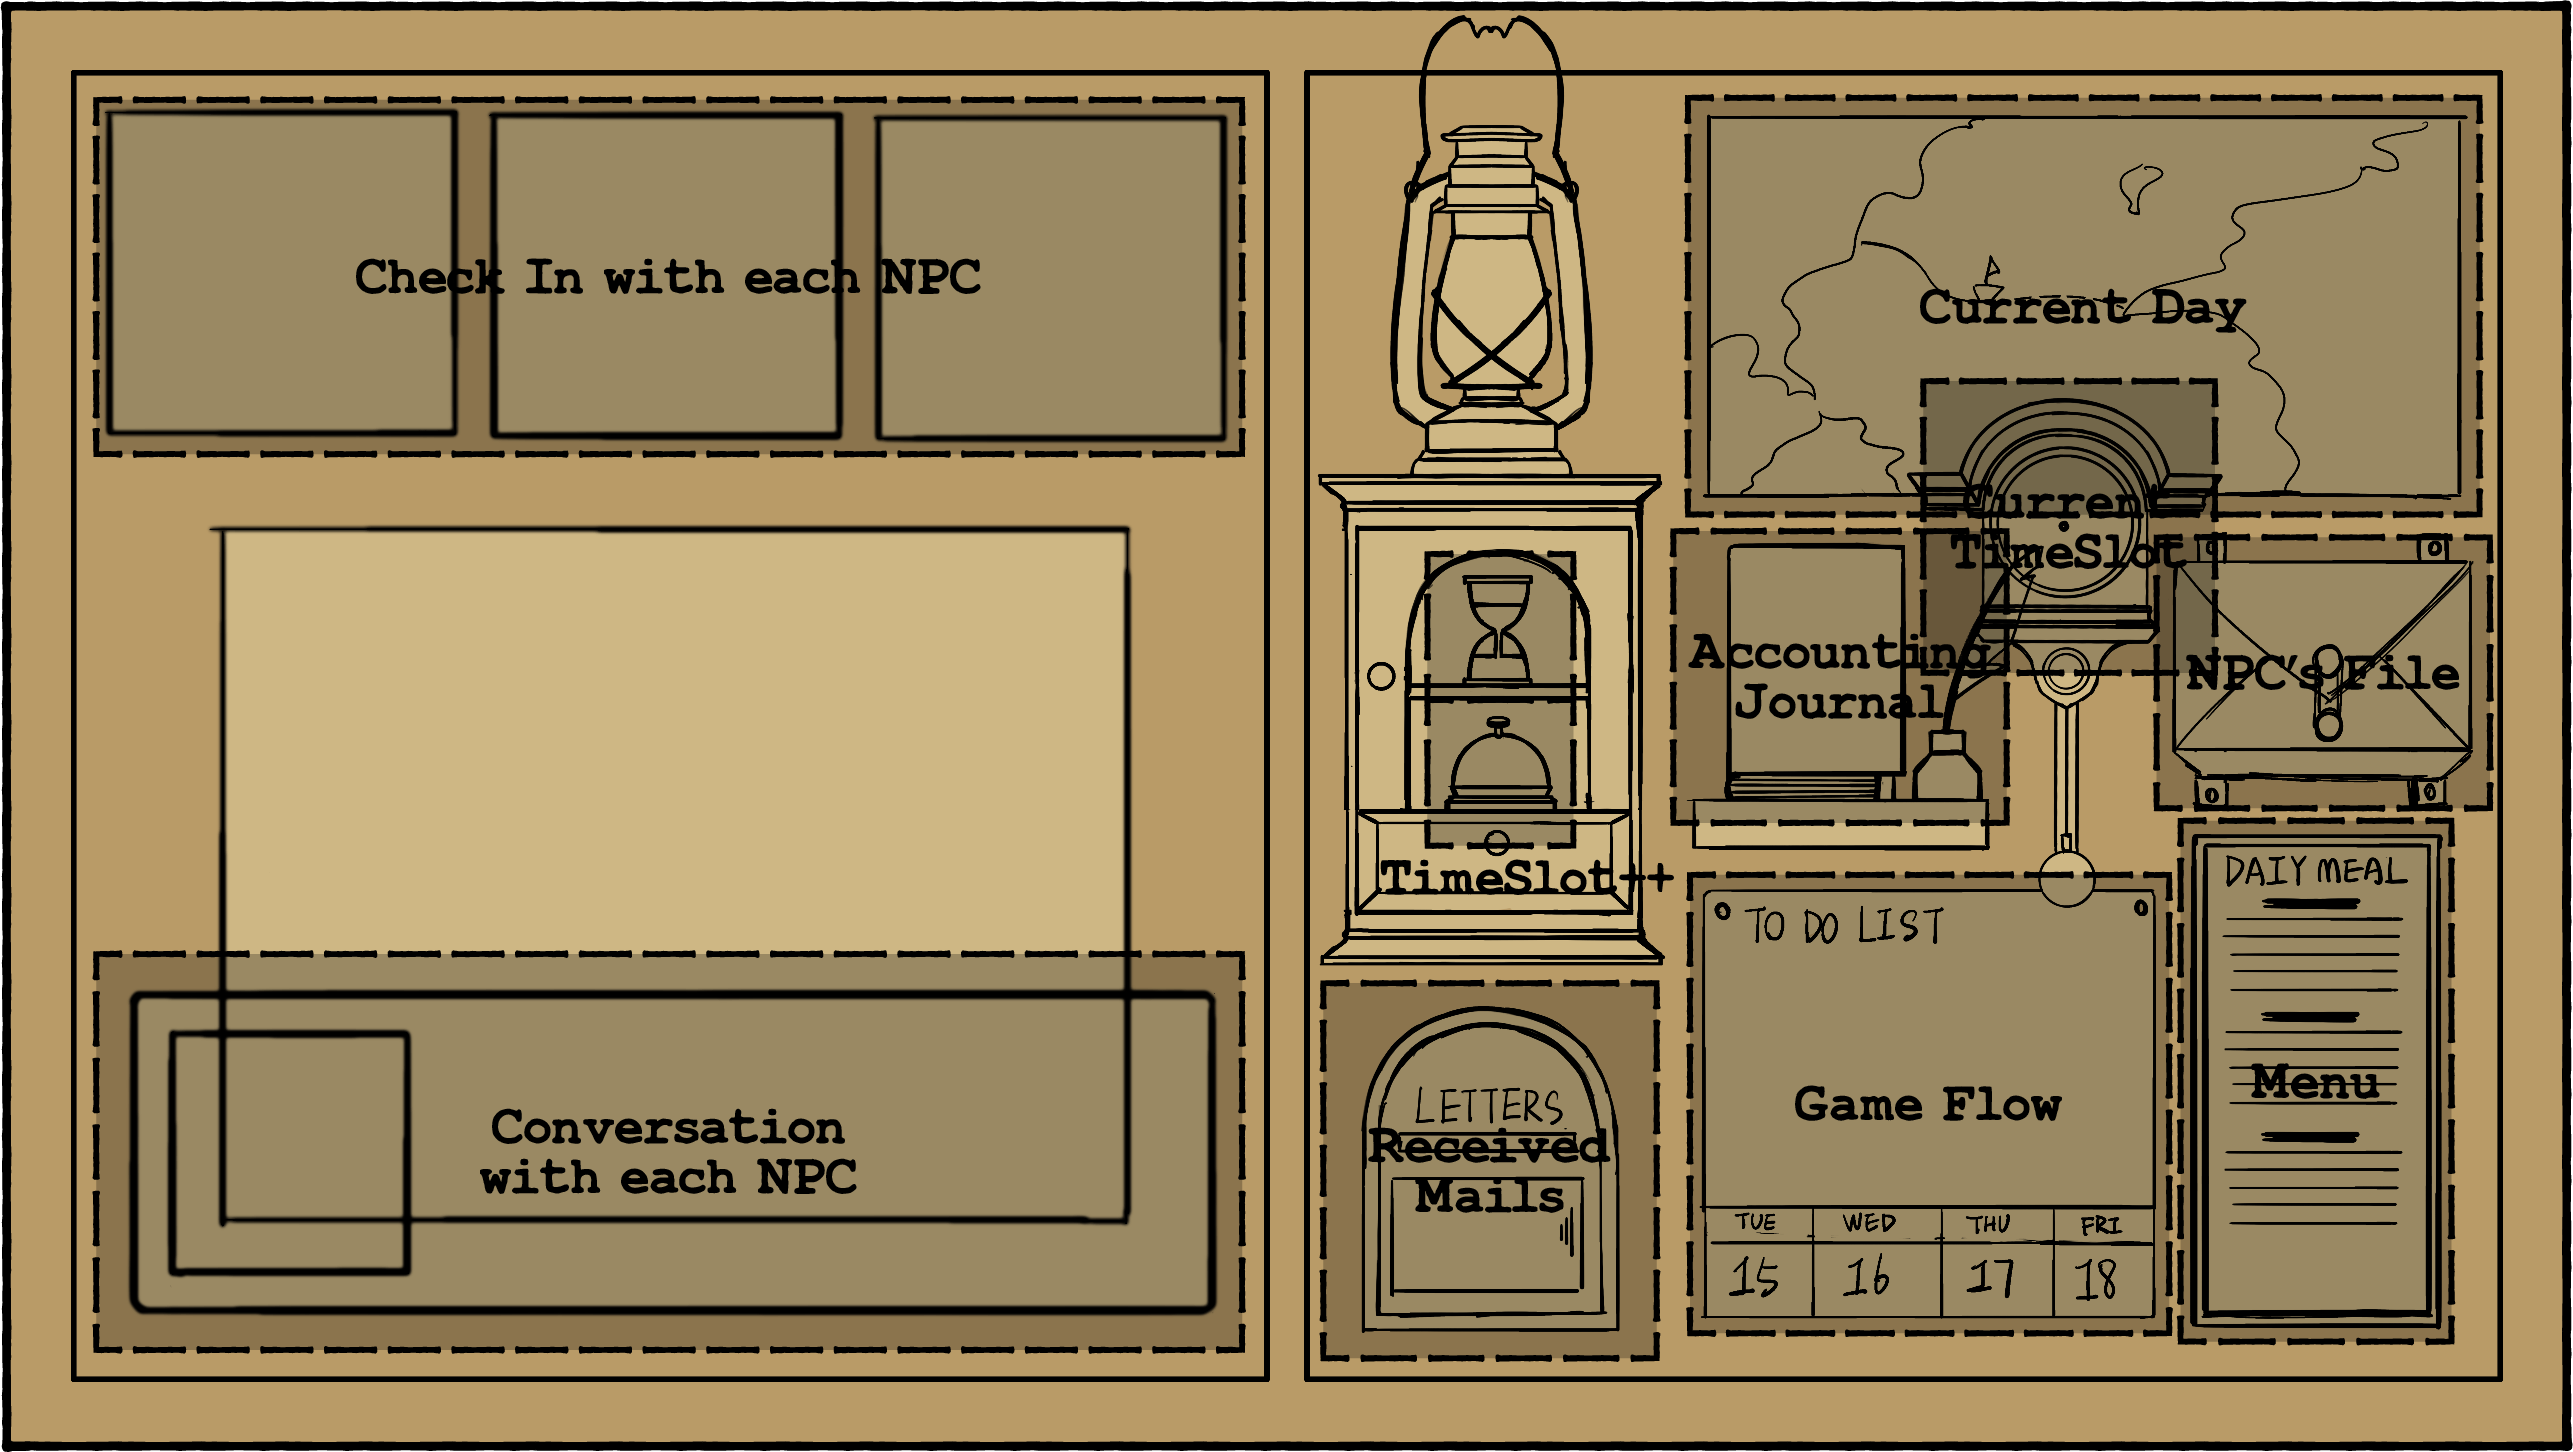 Check In with each NPC
Conversation
with each NPC
Current Day
Current
TimeSlot
Accounting
Journal
NPC's File
TimeSlot++
TO DO LIST
Game Flow
TUE WED THU FRI
15 16 17 18
DAIY MEAL
Menu
LETTERS
Received
Mails